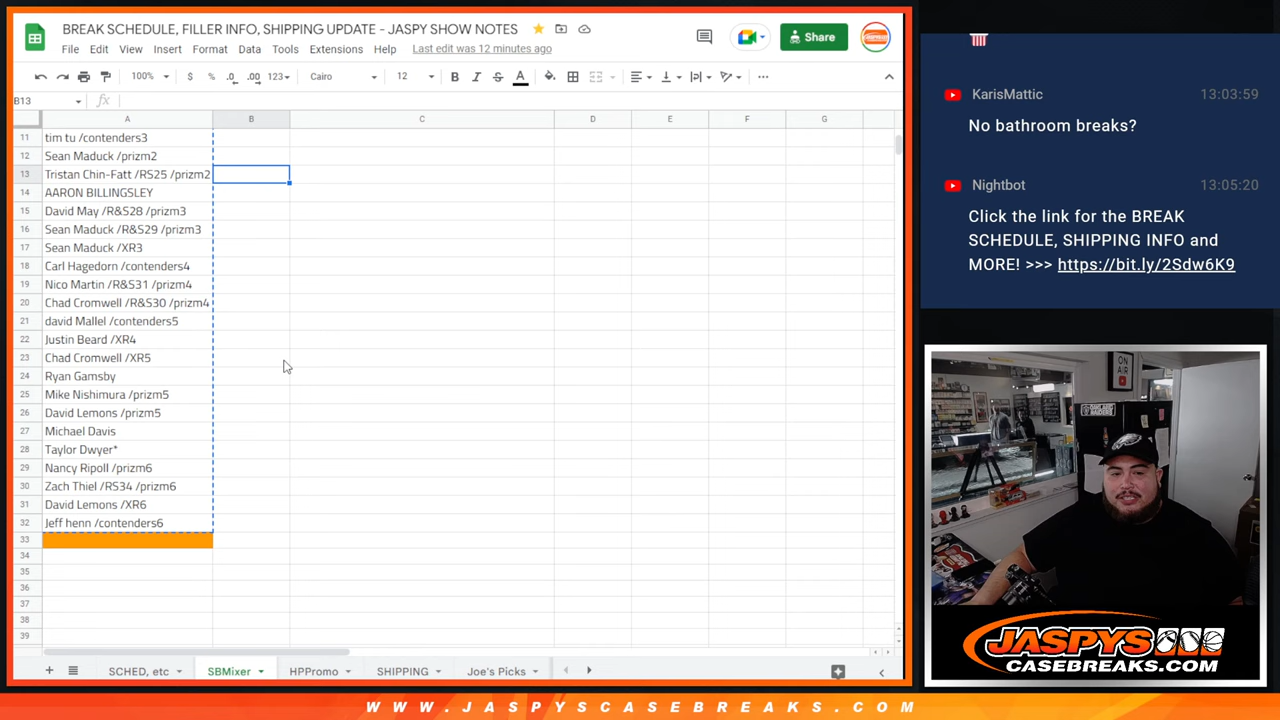 BREAK SCHEDULE, FILLER INFO, SHIPPING UPDATE - JASPY SHOW NOTES
File Edit View Insert Format Data Tools Extensions Help Last edit was 12 minutes ago
Share
100% $ % .0 .00 123 Cairo 12 B I S A
B13 fx
A B C D E F G
11 tim tu /contenders3
12 Sean Maduck /prizm2
13 Tristan Chin-Fatt /RS25 /prizm2
14 AARON BILLINGSLEY
15 David May /R&S28 /prizm3
16 Sean Maduck /R&S29 /prizm3
17 Sean Maduck /XR3
18 Carl Hagedorn /contenders4
19 Nico Martin /R&S31 /prizm4
20 Chad Cromwell /R&S30 /prizm4
21 david Mallel /contenders5
22 Justin Beard /XR4
23 Chad Cromwell /XR5
24 Ryan Gamsby
25 Mike Nishimura /prizm5
26 David Lemons /prizm5
27 Michael Davis
28 Taylor Dwyer*
29 Nancy Ripoll /prizm6
30 Zach Thiel /RS34 /prizm6
31 David Lemons /XR6
32 Jeff henn /contenders6
33
34
35
36
37
38
39
SCHED, etc SBMixer HPPromo SHIPPING Joe's Picks
KarisMattic 13:03:59
No bathroom breaks?
Nightbot 13:05:20
Click the link for the BREAK
SCHEDULE, SHIPPING INFO and
MORE! >>> https://bit.ly/2Sdw6K9
ON AIR
JASPYS
CASEBREAKS.COM
WWW.JASPYSCASEBREAKS.COM